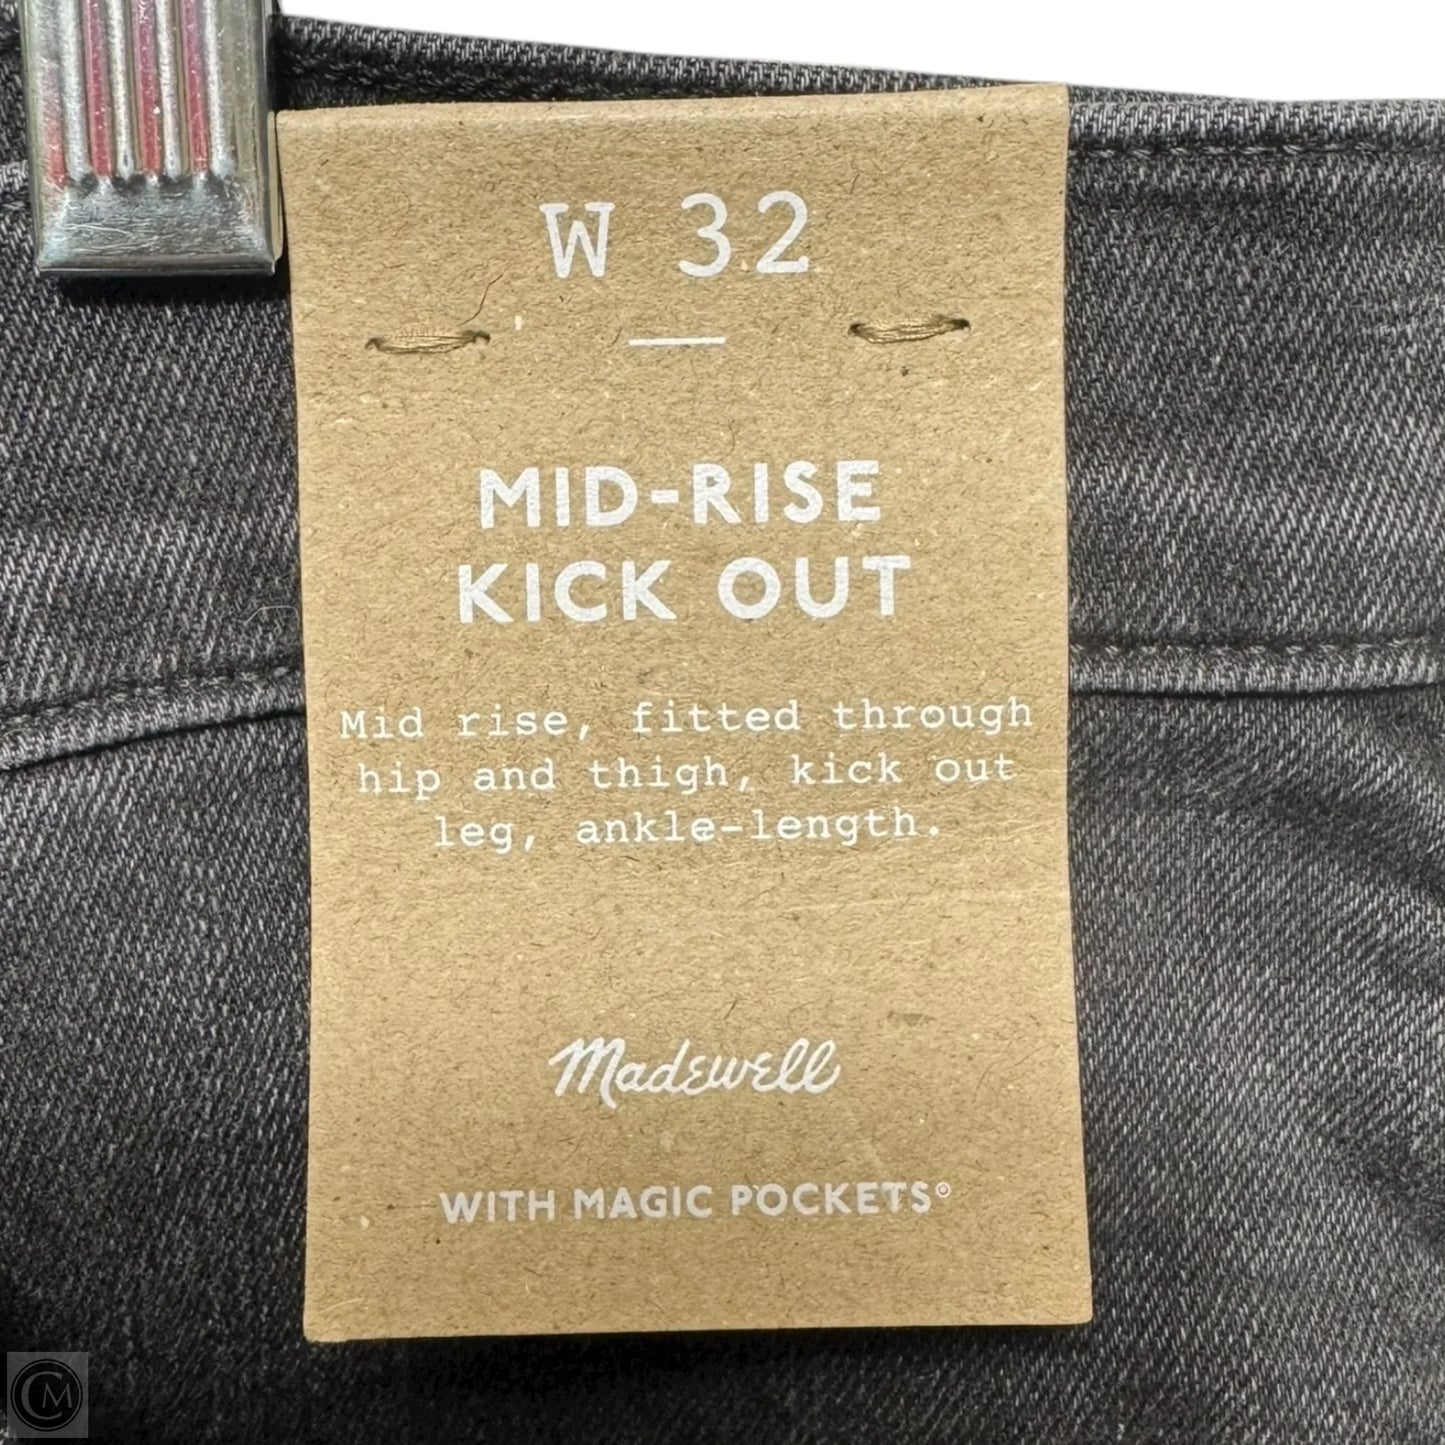 W 32
MID-RISE
KICK OUT
Mid rise, fitted through
hip and thigh, kick out
leg, ankle-length.
Madewell
WITH MAGIC POCKETS®
CM